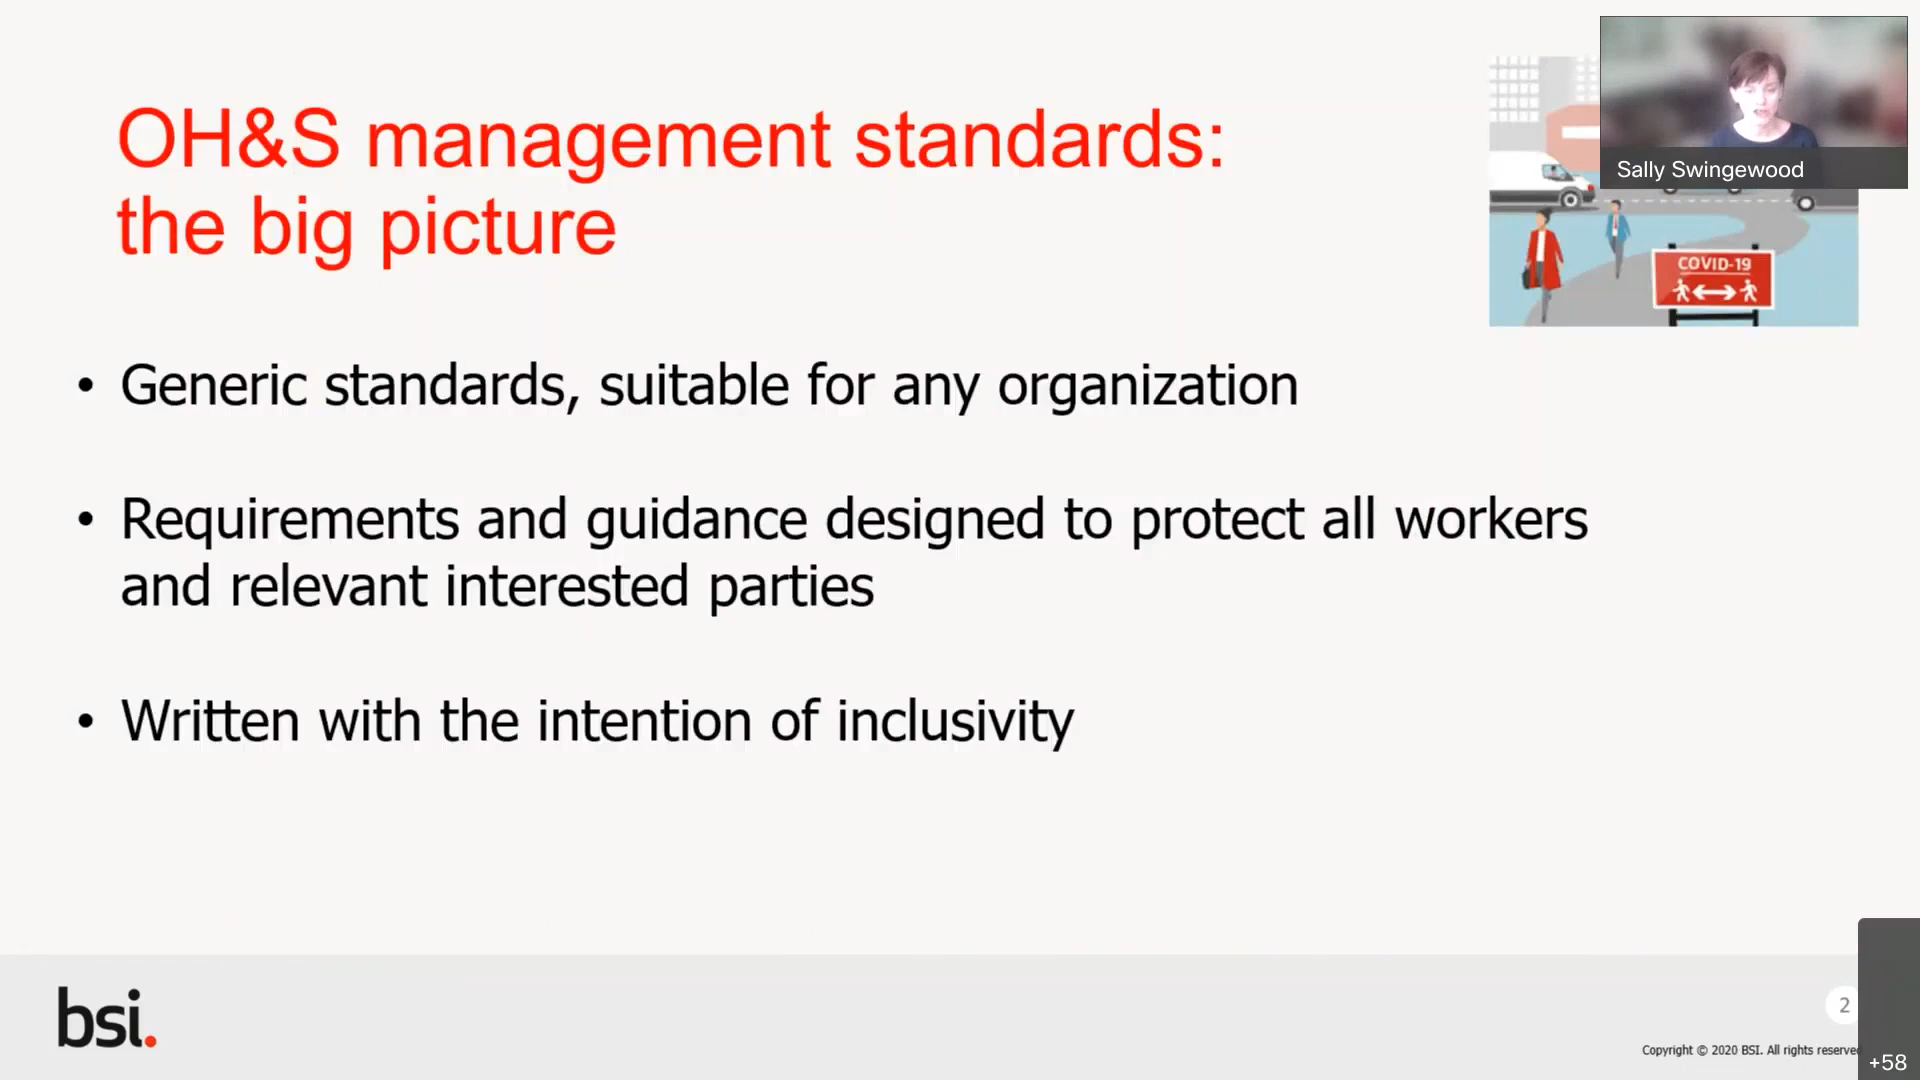 OH&S management standards:
the big picture
Sally Swingewood
COVID-19
• Generic standards, suitable for any organization
• Requirements and guidance designed to protect all workers
and relevant interested parties
• Written with the intention of inclusivity
bsi.
2
Copyright © 2020 BSI. All rights reserved
+58